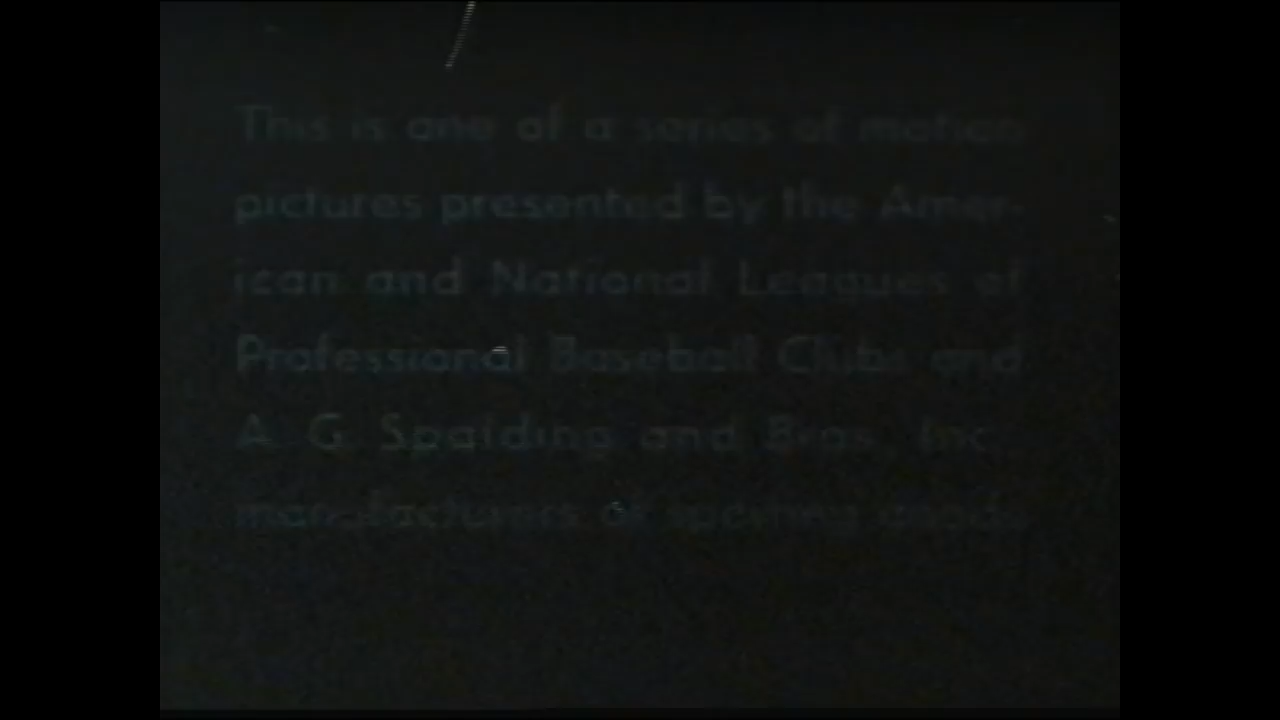 This is one of a series of motion
pictures presented by the Amer-
ican and National Leagues of
Professional Baseball Clubs and
A. G. Spalding and Bros. Inc.,
manufacturers of sporting goods